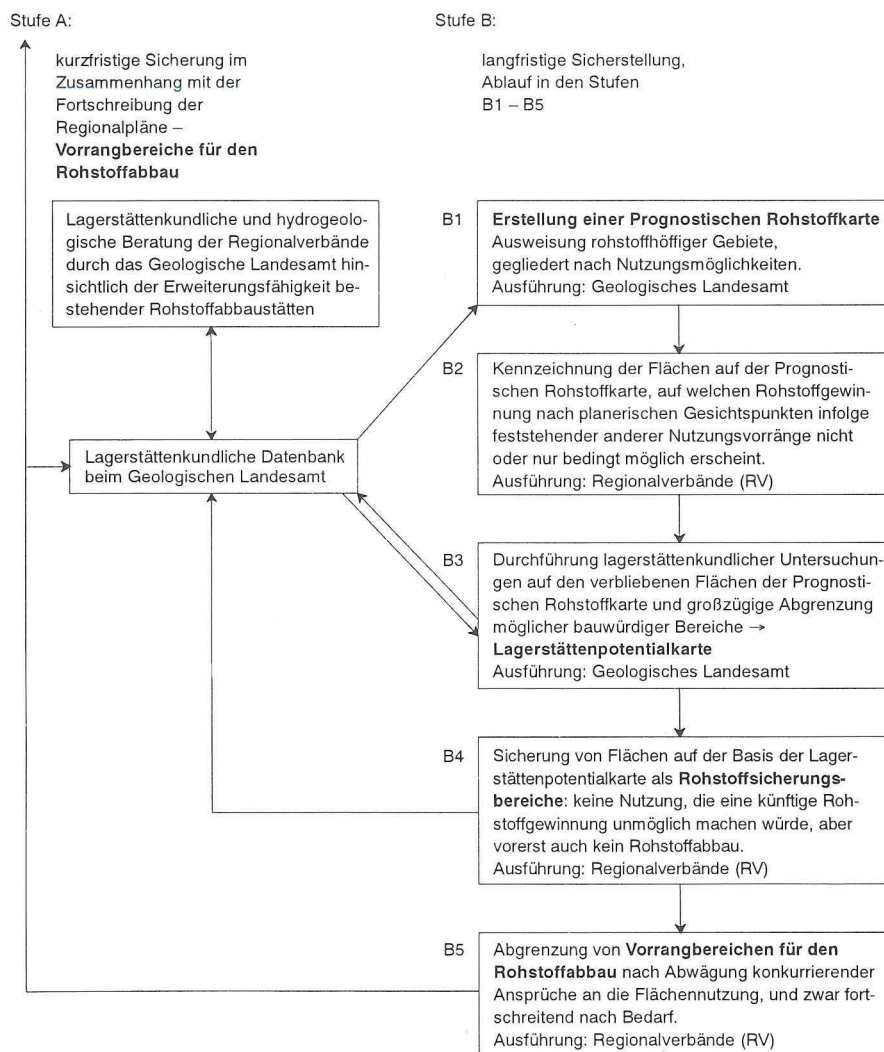 Stufe A:
kurzfristige Sicherung im
Zusammenhang mit der
Fortschreibung der
Regionalpläne –
Vorrangbereiche für den
Rohstoffabbau
Lagerstättenkundliche und hydrogeolo-
gische Beratung der Regionalverbände
durch das Geologische Landesamt hin-
sichtlich der Erweiterungsfähigkeit be-
stehender Rohstoffabbaustätten
Lagerstättenkundliche Datenbank
beim Geologischen Landesamt
Stufe B:
langfristige Sicherstellung,
Ablauf in den Stufen
B1 – B5
B1 Erstellung einer Prognostischen Rohstoffkarte
Ausweisung rohstoffhöffiger Gebiete,
gegliedert nach Nutzungsmöglichkeiten.
Ausführung: Geologisches Landesamt
B2 Kennzeichnung der Flächen auf der Prognosti-
schen Rohstoffkarte, auf welchen Rohstoffgewin-
nung nach planerischen Gesichtspunkten infolge
feststehender anderer Nutzungsvorränge nicht
oder nur bedingt möglich erscheint.
Ausführung: Regionalverbände (RV)
B3 Durchführung lagerstättenkundlicher Untersuchun-
gen auf den verbliebenen Flächen der Prognosti-
schen Rohstoffkarte und großzügige Abgrenzung
möglicher bauwürdiger Bereiche →
Lagerstättenpotentialkarte
Ausführung: Geologisches Landesamt
B4 Sicherung von Flächen auf der Basis der Lager-
stättenpotentialkarte als Rohstoffsicherungs-
bereiche: keine Nutzung, die eine künftige Roh-
stoffgewinnung unmöglich machen würde, aber
vorerst auch kein Rohstoffabbau.
Ausführung: Regionalverbände (RV)
B5 Abgrenzung von Vorrangbereichen für den
Rohstoffabbau nach Abwägung konkurrierender
Ansprüche an die Flächennutzung, und zwar fort-
schreitend nach Bedarf.
Ausführung: Regionalverbände (RV)